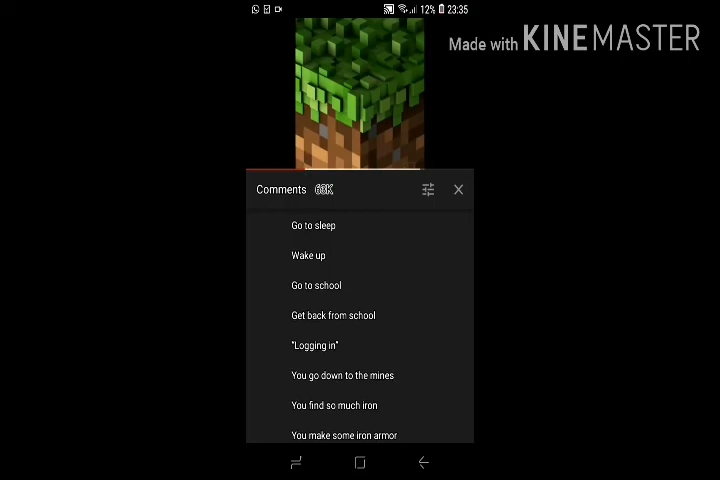 12% 23:35
Made with KINEMASTER
Comments 63K
Go to sleep
Wake up
Go to school
Get back from school
"Logging in"
You go down to the mines
You find so much iron
You make some iron armor